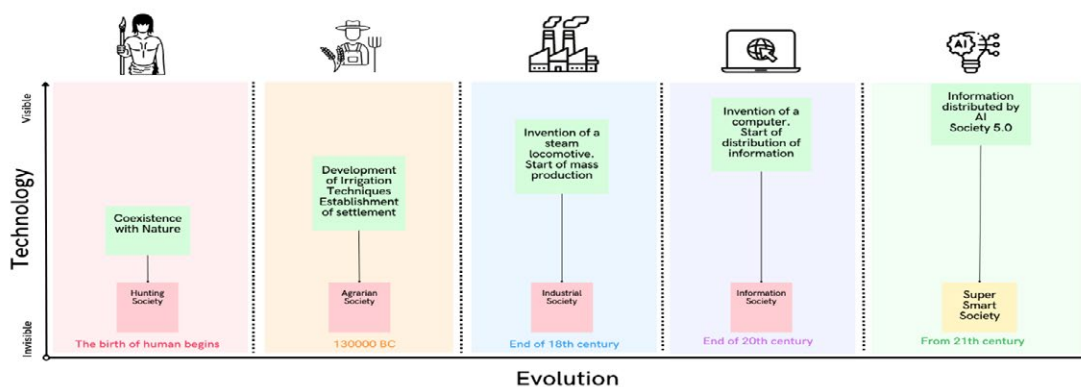 AI
Visible
Technology
Invisible
Coexistence
with Nature
Hunting
Society
The birth of human begins
Development
of Irrigation
Techniques
Establishment
of settlement
Agrarian
Society
130000 BC
Invention of a
steam
locomotive.
Start of mass
production
Industrial
Society
End of 18th century
Invention of a
computer.
Start of
distribution of
information
Information
Society
End of 20th century
Information
distributed by
AI
Society 5.0
Super
Smart
Society
From 21th century
Evolution